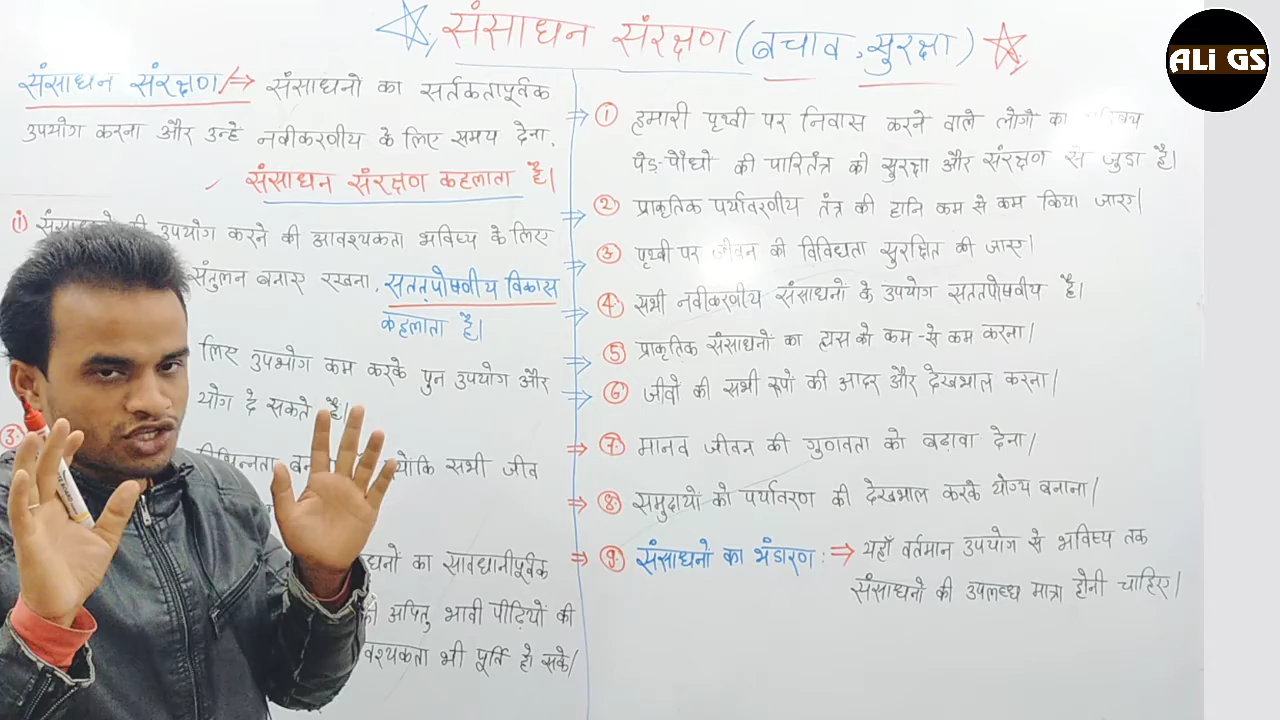 संसाधन संरक्षण (बचाव, सुरक्षा)
ALi GS
संसाधन संरक्षण/⇒ संसाधनो का सर्तकतापूर्वक
उपयोग करना और उन्हे नवीकरणीय के लिए समय देना,
संसाधन संरक्षण कहलाता है।
i) की उपयोग करने की आवश्यकता भविष्य के लिए
संतुलन बनाए रखना, सततपोषणीय विकास
कहलाता है।
लिए उपभोग कम करके पुन उपयोग और
योग दे सकते है।
3.
सभी जीव
धनों का सावधानीपूर्वक
की अपितु भावी पीढ़ियों की
वश्यकता भी पूर्ति हो सके।
⇒ ① हमारी पृथ्वी पर निवास करने वाले लोगौ का
पेड़-पौधो की पारितंत्र की सुरक्षा और संरक्षण से जुडा है।
⇒ ② प्राकृतिक पर्यावरणीय तंत्र की हानि कम से कम किया जाए।
⇒ ③ पृथ्वी पर जीवन की विविधता सुरक्षित की जाए।
⇒ ④ सभी नवीकरणीय संसाधनो के उपयोग सततपोषणीय है।
⇒ ⑤ प्राकृतिक संसाधनों का ह्यस को कम-से कम करना।
⇒ ⑥ जीवों की सभी रूपो की आदर और देखभाल करना।
⇒ ⑦ मानव जीवन की गुणवता को बढ़ावा देना।
⇒ ⑧ समुदायों को पर्यावरण की देखभाल करके योग्य बनाना।
⇒ ⑨ संसाधनों का भंडारण :⇒ यहाँ वर्तमान उपयोग से भविष्य तक
संसाधनो की उपलब्ध मात्रा होनी चाहिए।